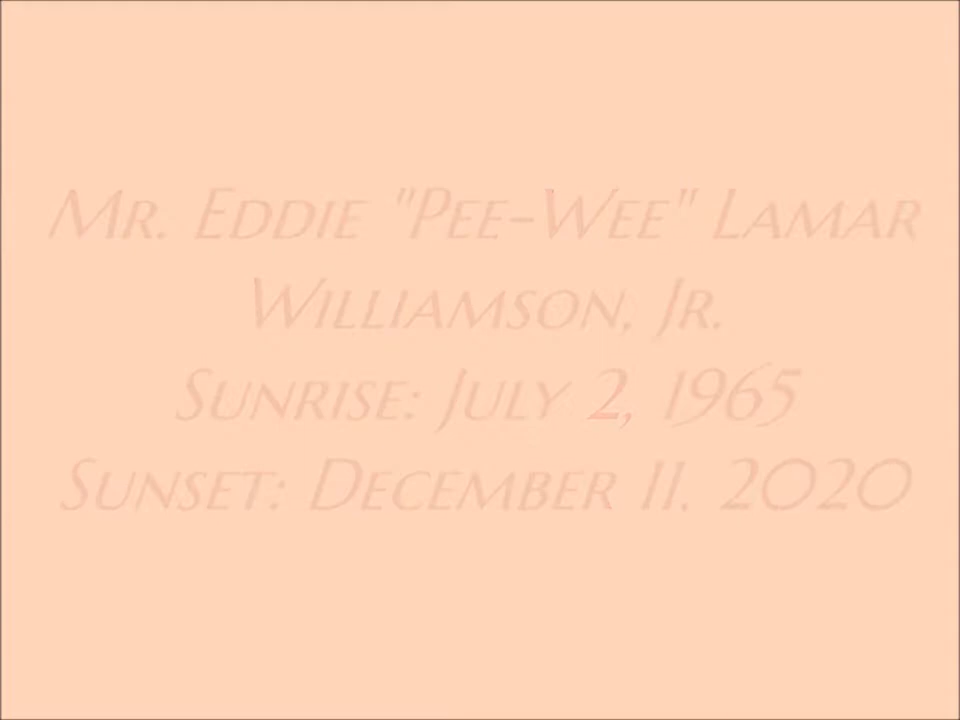 Mr. Eddie "Pee-Wee" Lamar
Williamson, Jr.
Sunrise: July 2, 1965
Sunset: December 11, 2020